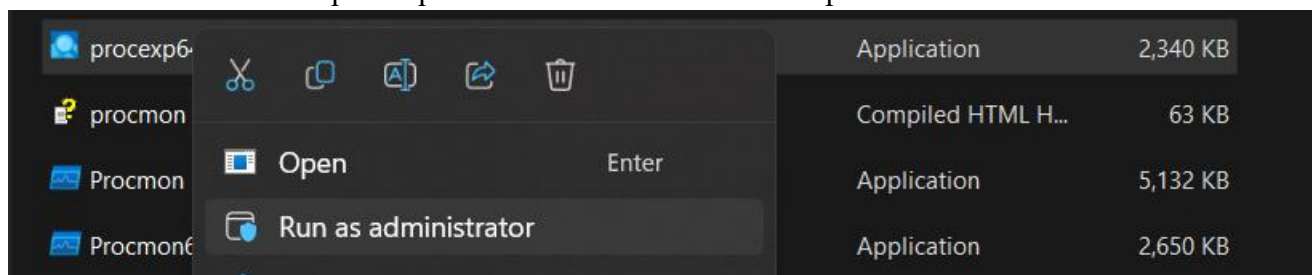 procexp64 Application 2,340 KB
procmon Compiled HTML H... 63 KB
Open Enter
Procmon Application 5,132 KB
Run as administrator
Procmon6 Application 2,650 KB